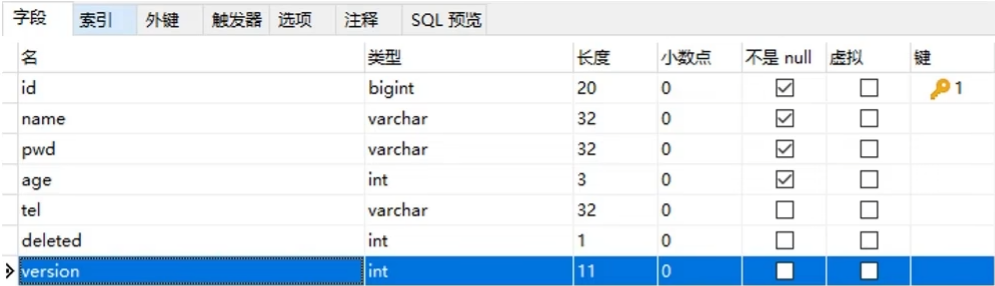 字段 索引 外键 触发器 选项 注释 SQL 预览
名 类型 长度 小数点 不是 null 虚拟 键
id bigint 20 0 1
name varchar 32 0
pwd varchar 32 0
age int 3 0
tel varchar 32 0
deleted int 1 0
version int 11 0